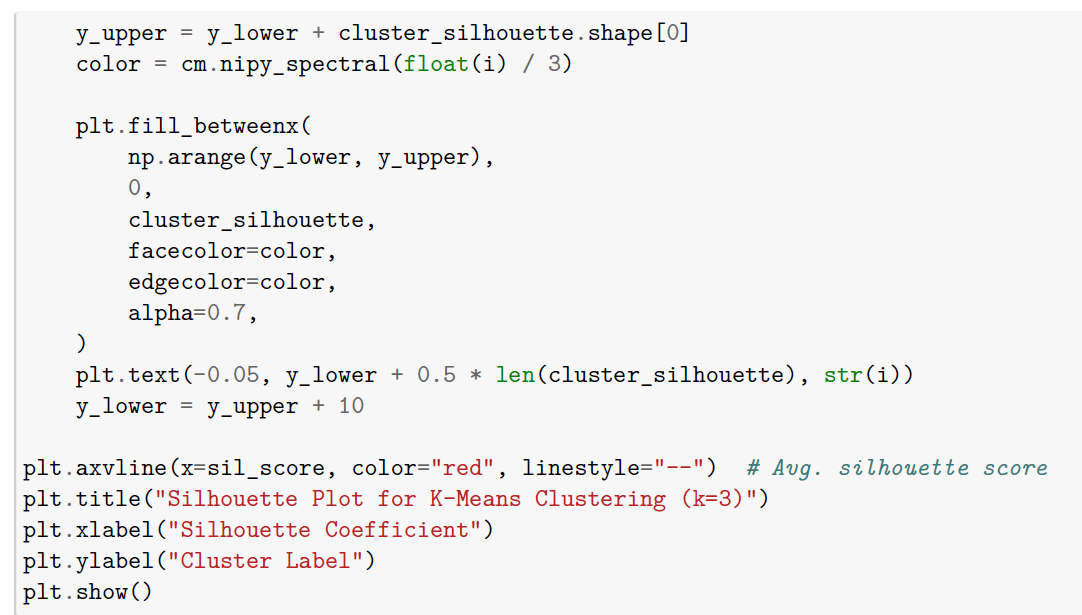 y_upper = y_lower + cluster_silhouette.shape[0]
    color = cm.nipy_spectral(float(i) / 3)

    plt.fill_betweenx(
        np.arange(y_lower, y_upper),
        0,
        cluster_silhouette,
        facecolor=color,
        edgecolor=color,
        alpha=0.7,
    )
    plt.text(-0.05, y_lower + 0.5 * len(cluster_silhouette), str(i))
    y_lower = y_upper + 10

plt.axvline(x=sil_score, color="red", linestyle="--")  # Avg. silhouette score
plt.title("Silhouette Plot for K-Means Clustering (k=3)")
plt.xlabel("Silhouette Coefficient")
plt.ylabel("Cluster Label")
plt.show()